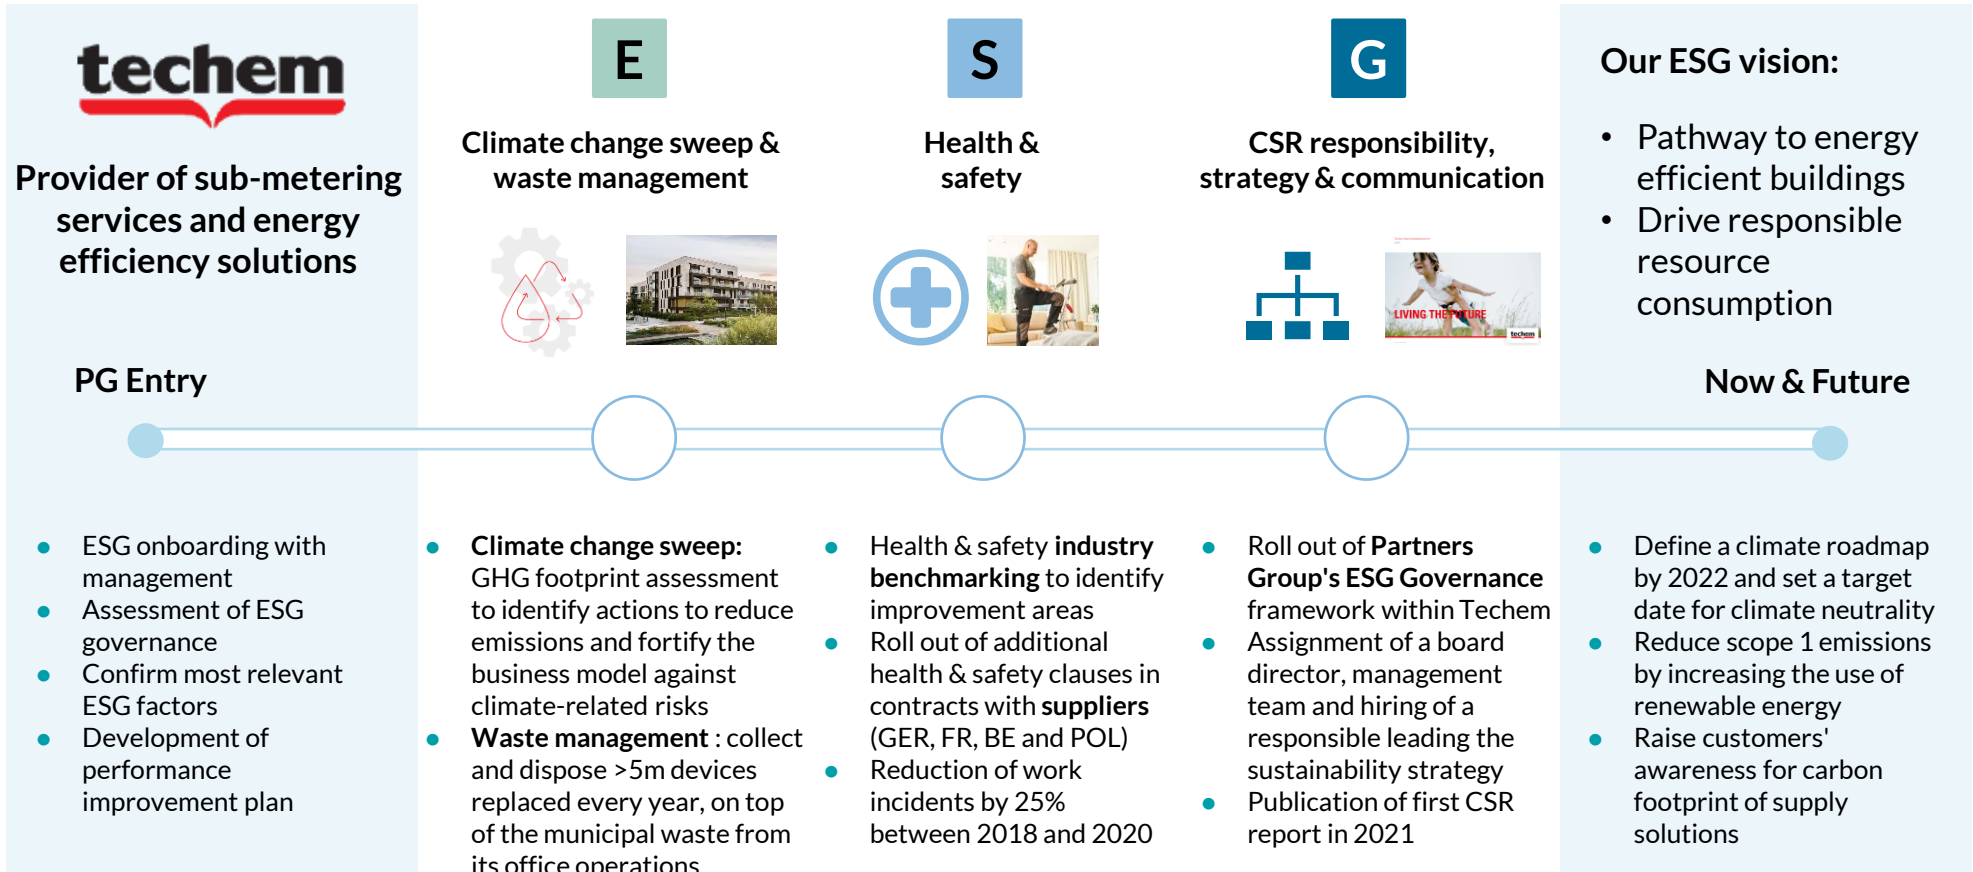 techem
Provider of sub-metering
services and energy
efficiency solutions
PG Entry
● ESG onboarding with
management
● Assessment of ESG
governance
● Confirm most relevant
ESG factors
● Development of
performance
improvement plan
E
Climate change sweep &
waste management
● Climate change sweep:
GHG footprint assessment
to identify actions to reduce
emissions and fortify the
business model against
climate-related risks
● Waste management : collect
and dispose >5m devices
replaced every year, on top
of the municipal waste from
its office operations
S
Health &
safety
● Health & safety industry
benchmarking to identify
improvement areas
● Roll out of additional
health & safety clauses in
contracts with suppliers
(GER, FR, BE and POL)
● Reduction of work
incidents by 25%
between 2018 and 2020
G
CSR responsibility,
strategy & communication
LIVING THE FUTURE
techem
● Roll out of Partners
Group's ESG Governance
framework within Techem
● Assignment of a board
director, management
team and hiring of a
responsible leading the
sustainability strategy
● Publication of first CSR
report in 2021
Our ESG vision:
• Pathway to energy
efficient buildings
• Drive responsible
resource
consumption
Now & Future
● Define a climate roadmap
by 2022 and set a target
date for climate neutrality
● Reduce scope 1 emissions
by increasing the use of
renewable energy
● Raise customers'
awareness for carbon
footprint of supply
solutions